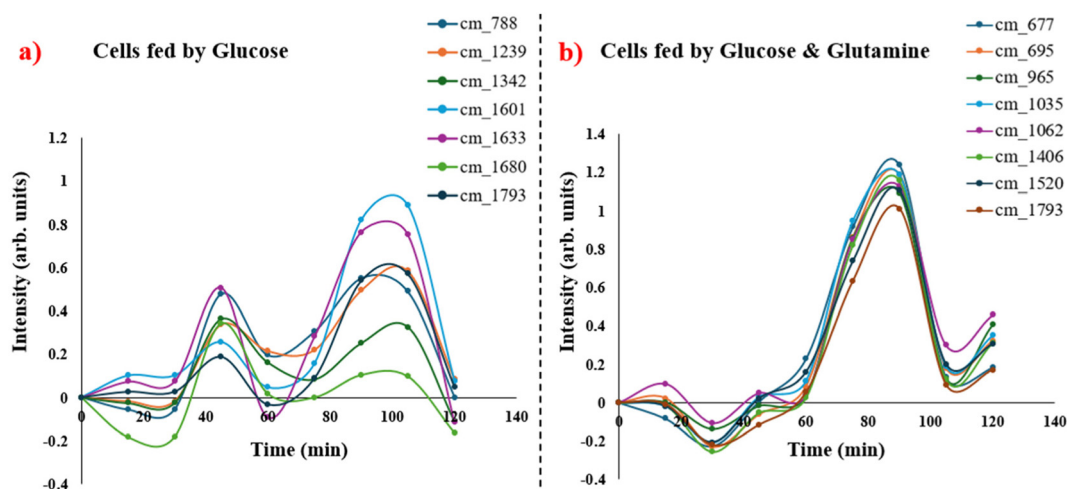 a) Cells fed by Glucose
cm_788
cm_1239
cm_1342
cm_1601
cm_1633
cm_1680
cm_1793
Intensity (arb. units)
1.2
1
0.8
0.6
0.4
0.2
0
-0.2
-0.4
0 20 40 60 80 100 120 140
Time (min)
b) Cells fed by Glucose & Glutamine
cm_677
cm_695
cm_965
cm_1035
cm_1062
cm_1406
cm_1520
cm_1793
Intensity (arb. units)
1.4
1.2
1
0.8
0.6
0.4
0.2
0
-0.2
-0.4
0 20 40 60 80 100 120 140
Time (min)